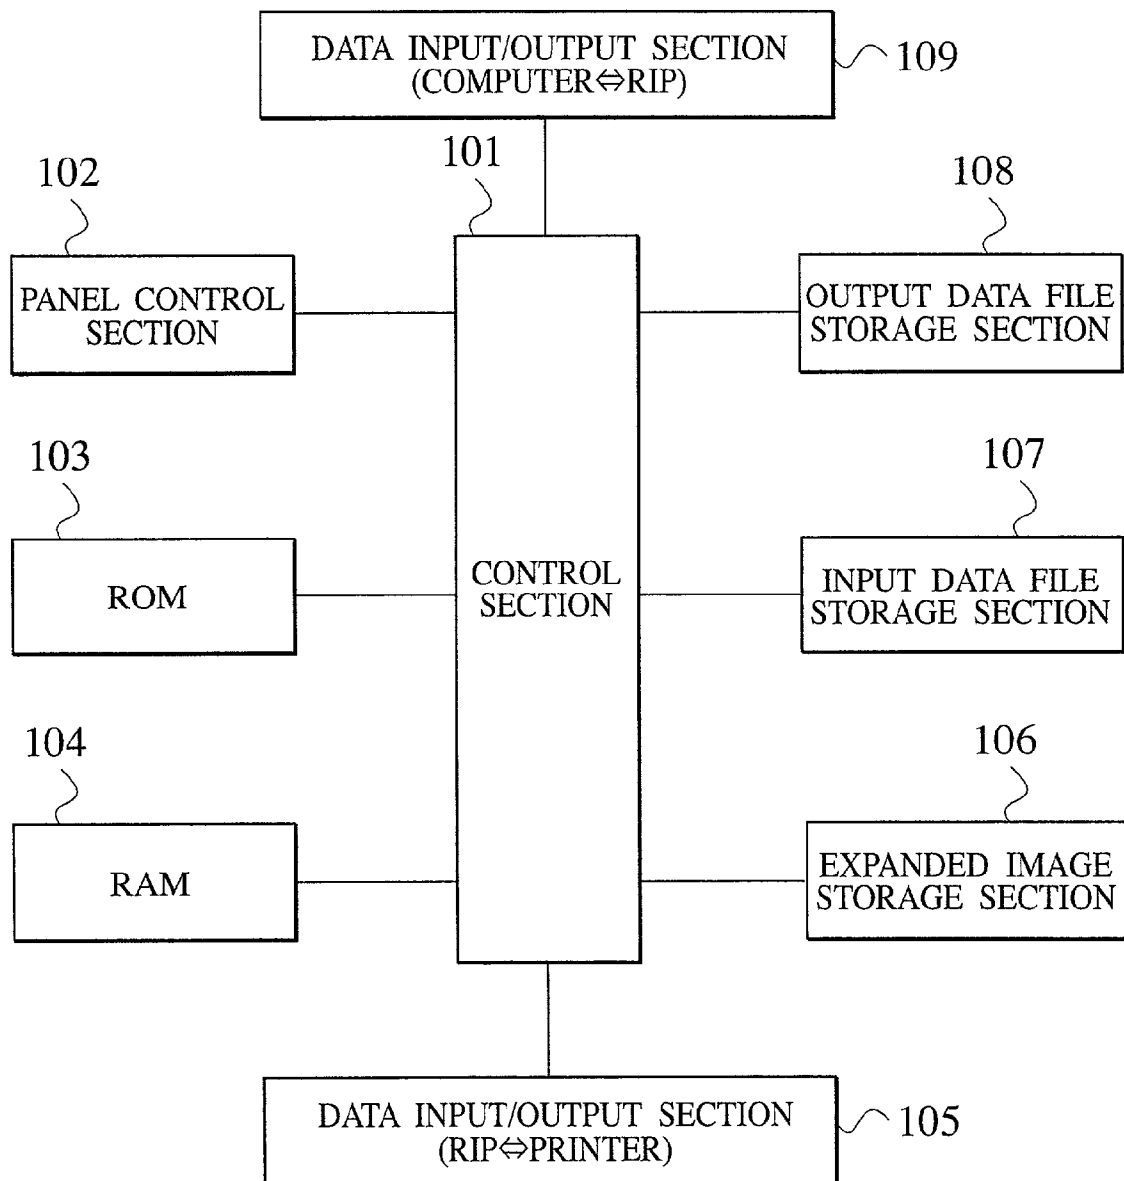 DATA INPUT/OUTPUT SECTION
(COMPUTER⇔RIP)
109
101
102
108
PANEL CONTROL
SECTION
OUTPUT DATA FILE
STORAGE SECTION
103
107
ROM
CONTROL
SECTION
INPUT DATA FILE
STORAGE SECTION
104
106
RAM
EXPANDED IMAGE
STORAGE SECTION
DATA INPUT/OUTPUT SECTION
(RIP⇔PRINTER)
105